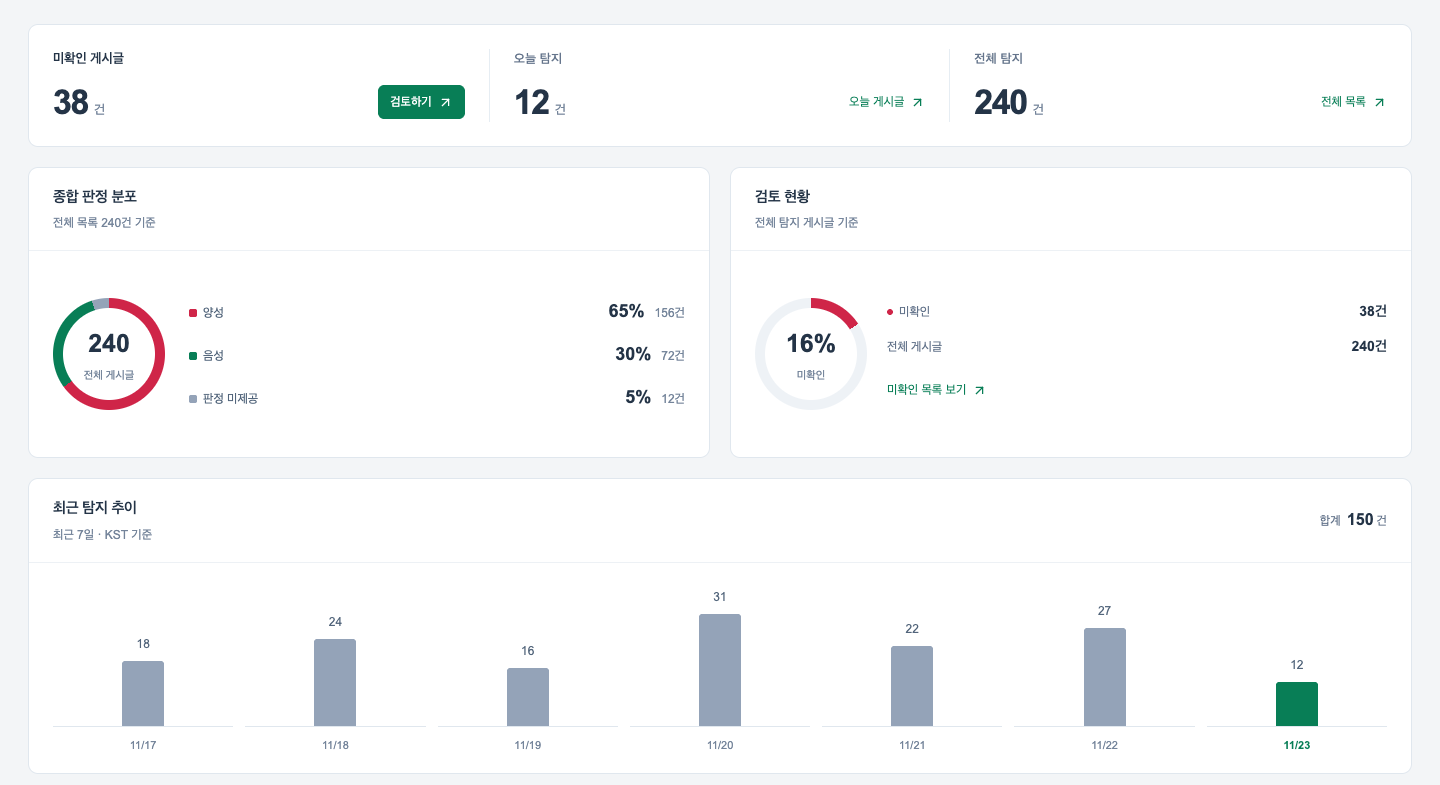 미확인 게시글
38 건
검토하기
오늘 탐지
12 건
오늘 게시글
전체 탐지
240 건
전체 목록
종합 판정 분포
전체 목록 240건 기준
240
전체 게시글
양성 65% 156건
음성 30% 72건
판정 미제공 5% 12건
검토 현황
전체 탐지 게시글 기준
16%
미확인
미확인 38건
전체 게시글 240건
미확인 목록 보기
최근 탐지 추이
최근 7일 · KST 기준
합계 150 건
18 24 16 31 22 27 12
11/17 11/18 11/19 11/20 11/21 11/22 11/23